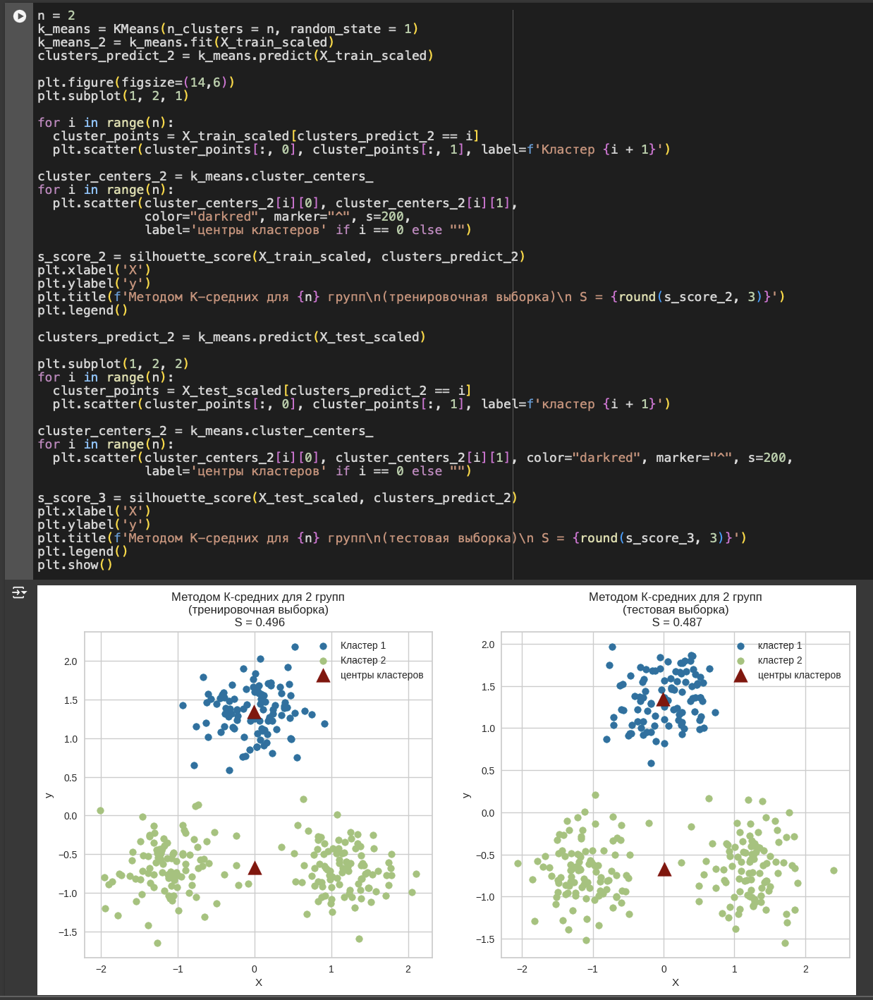 n = 2
k_means = KMeans(n_clusters = n, random_state = 1)
k_means_2 = k_means.fit(X_train_scaled)
clusters_predict_2 = k_means.predict(X_train_scaled)
plt.figure(figsize=(14,6))
plt.subplot(1, 2, 1)
for i in range(n):
  cluster_points = X_train_scaled[clusters_predict_2 == i]
  plt.scatter(cluster_points[:, 0], cluster_points[:, 1], label=f'Кластер {i + 1}')
cluster_centers_2 = k_means.cluster_centers_
for i in range(n):
  plt.scatter(cluster_centers_2[i][0], cluster_centers_2[i][1],
              color="darkred", marker="^", s=200,
              label='центры кластеров' if i == 0 else "")
s_score_2 = silhouette_score(X_train_scaled, clusters_predict_2)
plt.xlabel('X')
plt.ylabel('y')
plt.title(f'Методом К-средних для {n} групп\n(тренировочная выборка)\n S = {round(s_score_2, 3)}')
plt.legend()
clusters_predict_2 = k_means.predict(X_test_scaled)
plt.subplot(1, 2, 2)
for i in range(n):
  cluster_points = X_test_scaled[clusters_predict_2 == i]
  plt.scatter(cluster_points[:, 0], cluster_points[:, 1], label=f'кластер {i + 1}')
cluster_centers_2 = k_means.cluster_centers_
for i in range(n):
  plt.scatter(cluster_centers_2[i][0], cluster_centers_2[i][1], color="darkred", marker="^", s=200,
              label='центры кластеров' if i == 0 else "")
s_score_3 = silhouette_score(X_test_scaled, clusters_predict_2)
plt.xlabel('X')
plt.ylabel('y')
plt.title(f'Методом К-средних для {n} групп\n(тестовая выборка)\n S = {round(s_score_3, 3)}')
plt.legend()
plt.show()
Методом К-средних для 2 групп
(тренировочная выборка)
S = 0.496
Кластер 1
Кластер 2
центры кластеров
2.0
1.5
1.0
0.5
0.0
−0.5
−1.0
−1.5
y
−2 −1 0 1 2
X
Методом К-средних для 2 групп
(тестовая выборка)
S = 0.487
кластер 1
кластер 2
центры кластеров
2.0
1.5
1.0
0.5
0.0
−0.5
−1.0
−1.5
y
−2 −1 0 1 2
X